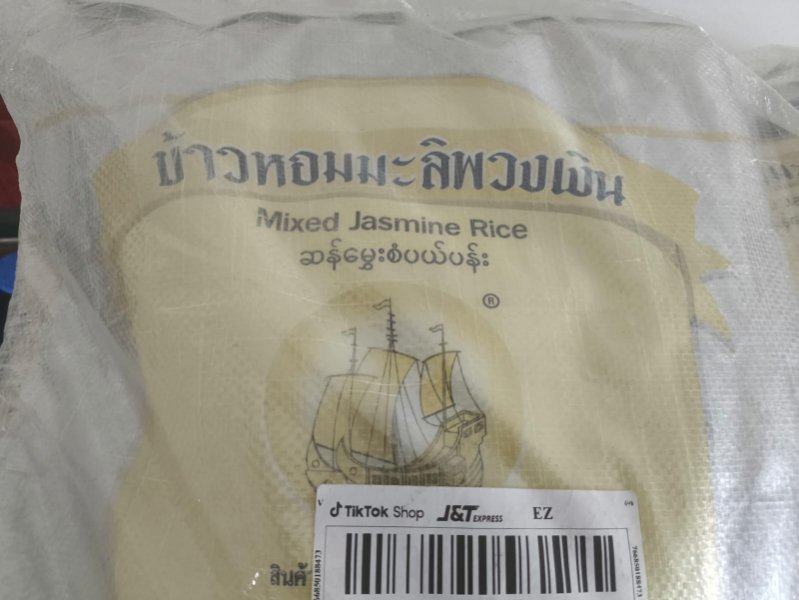 ข้าวหอมมะลิพวงเงิน
Mixed Jasmine Rice
ဆန်မွှေးစံပယ်ပန်း
®
TikTok Shop J&T EXPRESS EZ